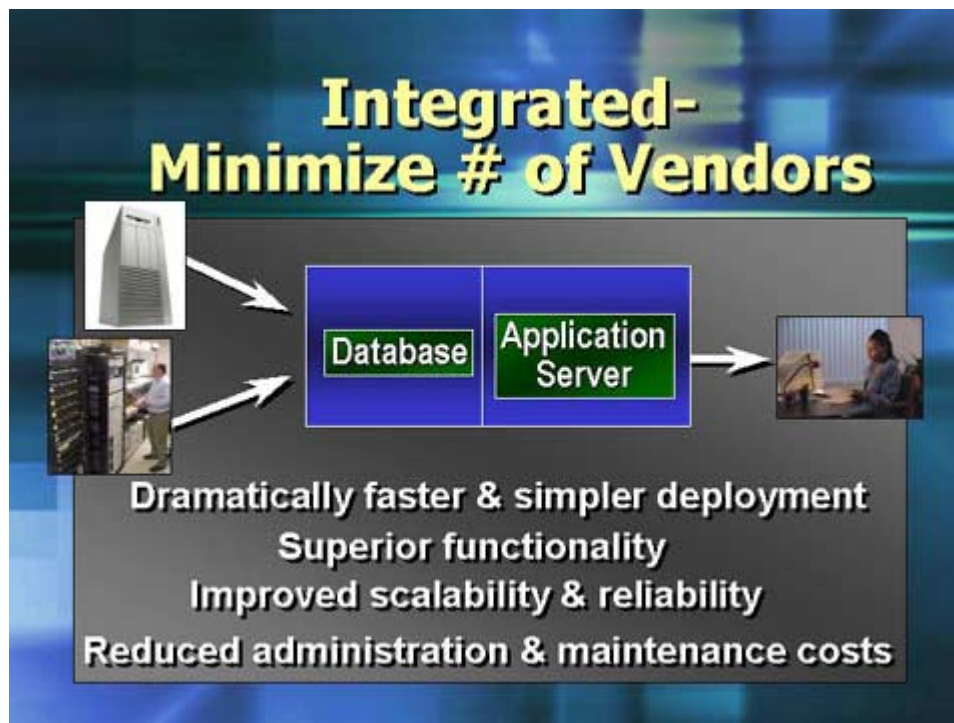 Integrated-
Minimize # of Vendors
Database
Application
Server
Dramatically faster & simpler deployment
Superior functionality
Improved scalability & reliability
Reduced administration & maintenance costs